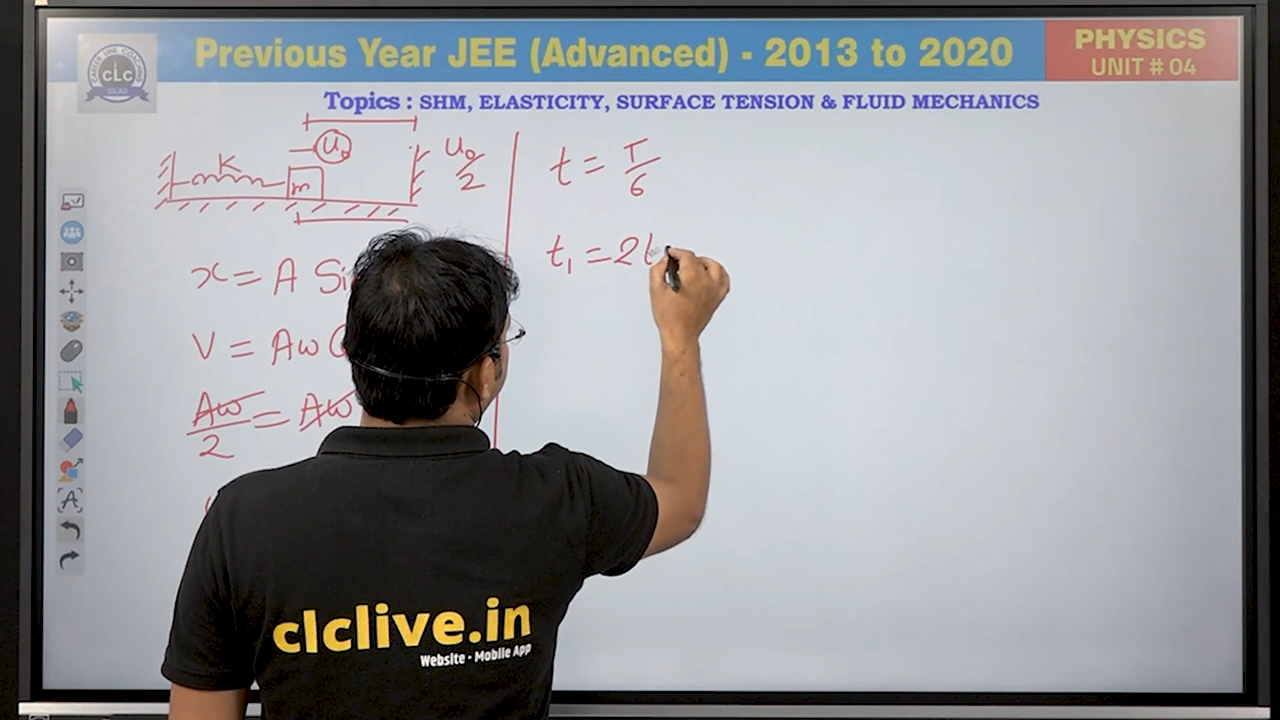 Previous Year JEE (Advanced) - 2013 to 2020
PHYSICS
UNIT # 04
CLC
Topics : SHM, ELASTICITY, SURFACE TENSION & FLUID MECHANICS
K
m
u₀
u₀/2
x = A Si
v = Aω
Aω/2 = Aω
t = T/6
t₁ = 2t
clclive.in
Website - Mobile App